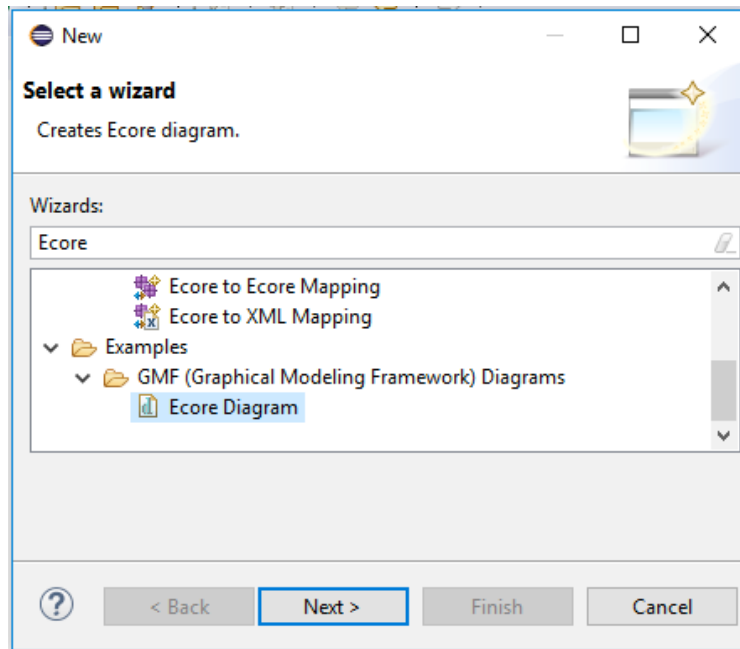 New
Select a wizard
Creates Ecore diagram.
Wizards:
Ecore
Ecore to Ecore Mapping
Ecore to XML Mapping
Examples
GMF (Graphical Modeling Framework) Diagrams
Ecore Diagram
? < Back Next > Finish Cancel